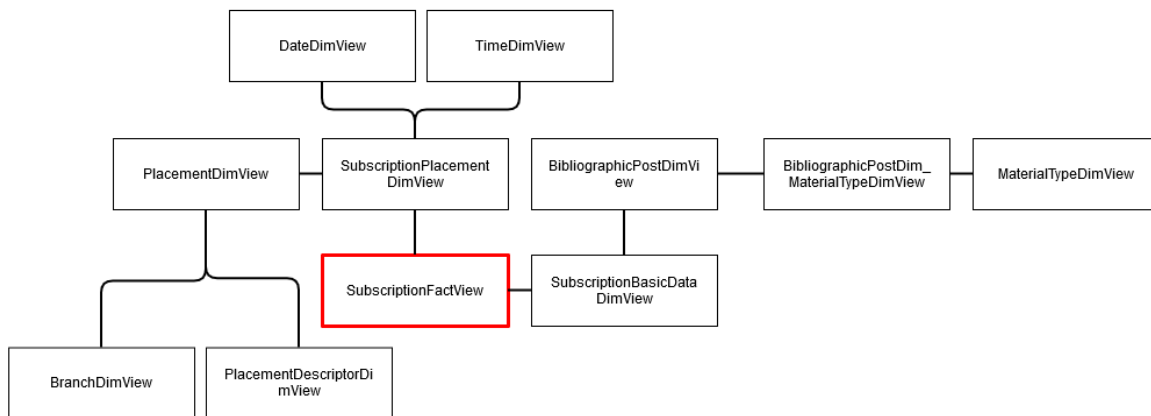 DateDimView
TimeDimView
PlacementDimView
SubscriptionPlacement
DimView
BibliographicPostDimVi
ew
BibliographicPostDim_
MaterialTypeDimView
MaterialTypeDimView
SubscriptionFactView
SubscriptionBasicData
DimView
BranchDimView
PlacementDescriptorDi
mView